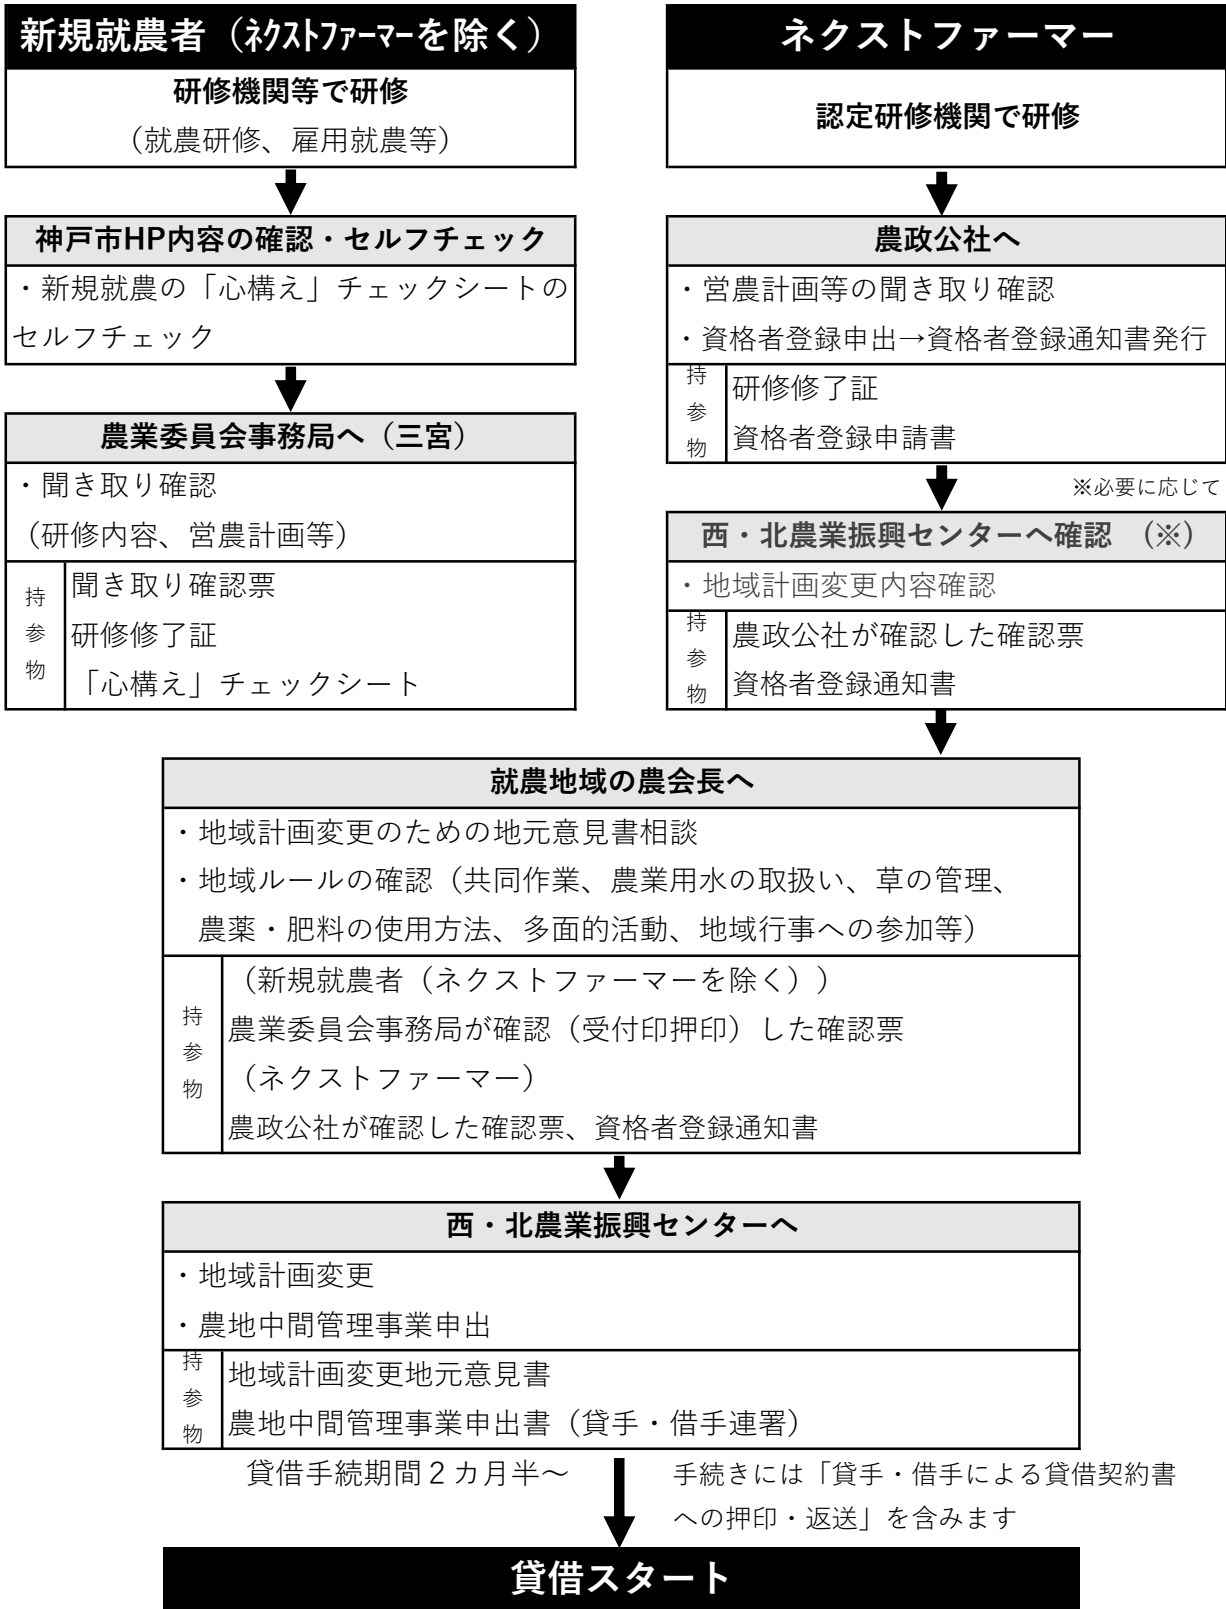 新規就農者（ﾈｸｽﾄﾌｧｰﾏｰを除く）
研修機関等で研修
（就農研修、雇用就農等）
神戸市HP内容の確認・セルフチェック
・新規就農の「心構え」チェックシートの
セルフチェック
農業委員会事務局へ（三宮）
・聞き取り確認
（研修内容、営農計画等）
持参物
聞き取り確認票
研修修了証
「心構え」チェックシート
ネクストファーマー
認定研修機関で研修
農政公社へ
・営農計画等の聞き取り確認
・資格者登録申出→資格者登録通知書発行
持参物
研修修了証
資格者登録申請書
※必要に応じて
西・北農業振興センターへ確認　（※）
・地域計画変更内容確認
持参物
農政公社が確認した確認票
資格者登録通知書
就農地域の農会長へ
・地域計画変更のための地元意見書相談
・地域ルールの確認（共同作業、農業用水の取扱い、草の管理、
農薬・肥料の使用方法、多面的活動、地域行事への参加等）
持参物
（新規就農者（ネクストファーマーを除く））
農業委員会事務局が確認（受付印押印）した確認票
（ネクストファーマー）
農政公社が確認した確認票、資格者登録通知書
西・北農業振興センターへ
・地域計画変更
・農地中間管理事業申出
持参物
地域計画変更地元意見書
農地中間管理事業申出書（貸手・借手連署）
貸借手続期間２カ月半～
手続きには「貸手・借手による貸借契約書
への押印・返送」を含みます
貸借スタート